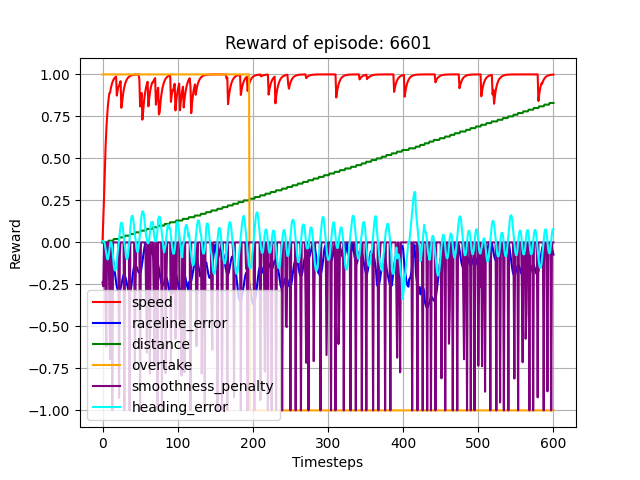 Reward of episode: 6601
Reward
1.00
0.75
0.50
0.25
0.00
−0.25
−0.50
−0.75
−1.00
speed
raceline_error
distance
overtake
smoothness_penalty
heading_error
0 100 200 300 400 500 600
Timesteps